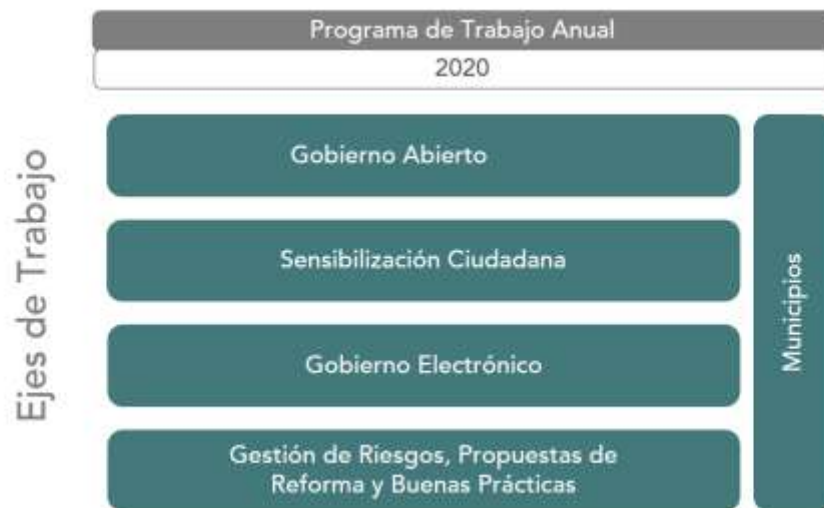 Programa de Trabajo Anual
2020
Ejes de Trabajo
Gobierno Abierto
Sensibilización Ciudadana
Gobierno Electrónico
Gestión de Riesgos, Propuestas de
Reforma y Buenas Prácticas
Municipios